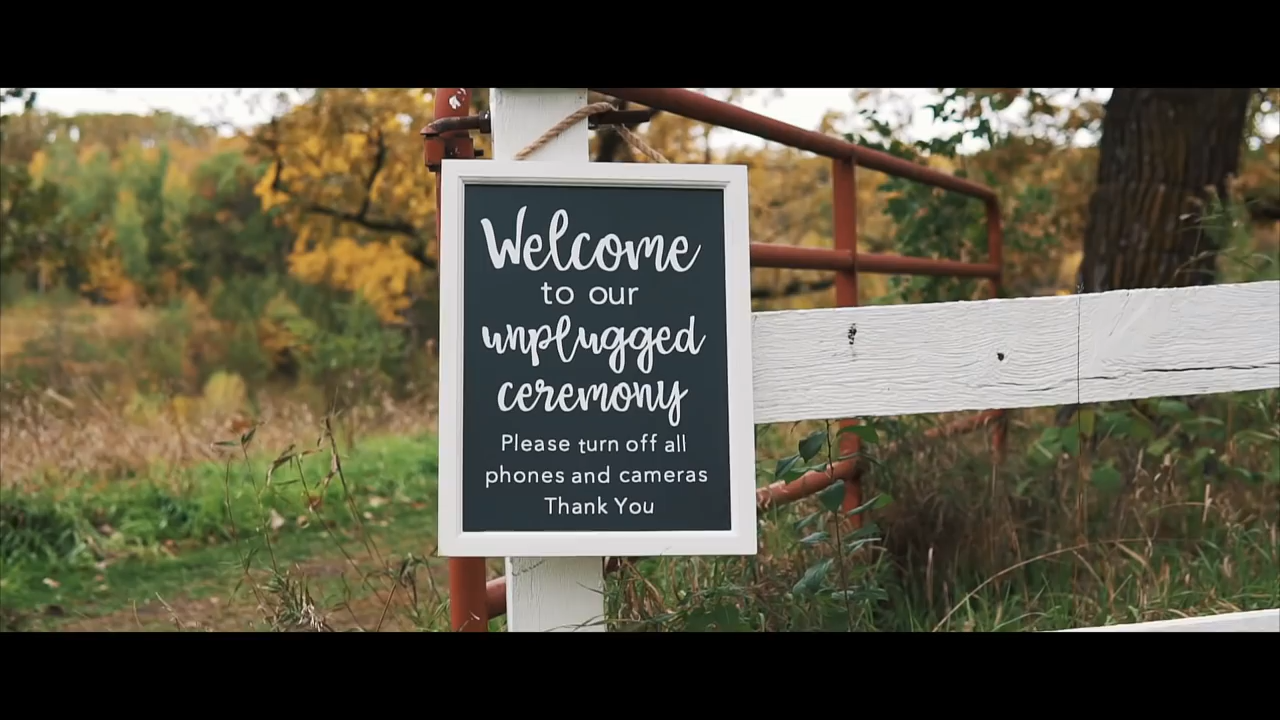 Welcome
to our
unplugged
ceremony
Please turn off all
phones and cameras
Thank You